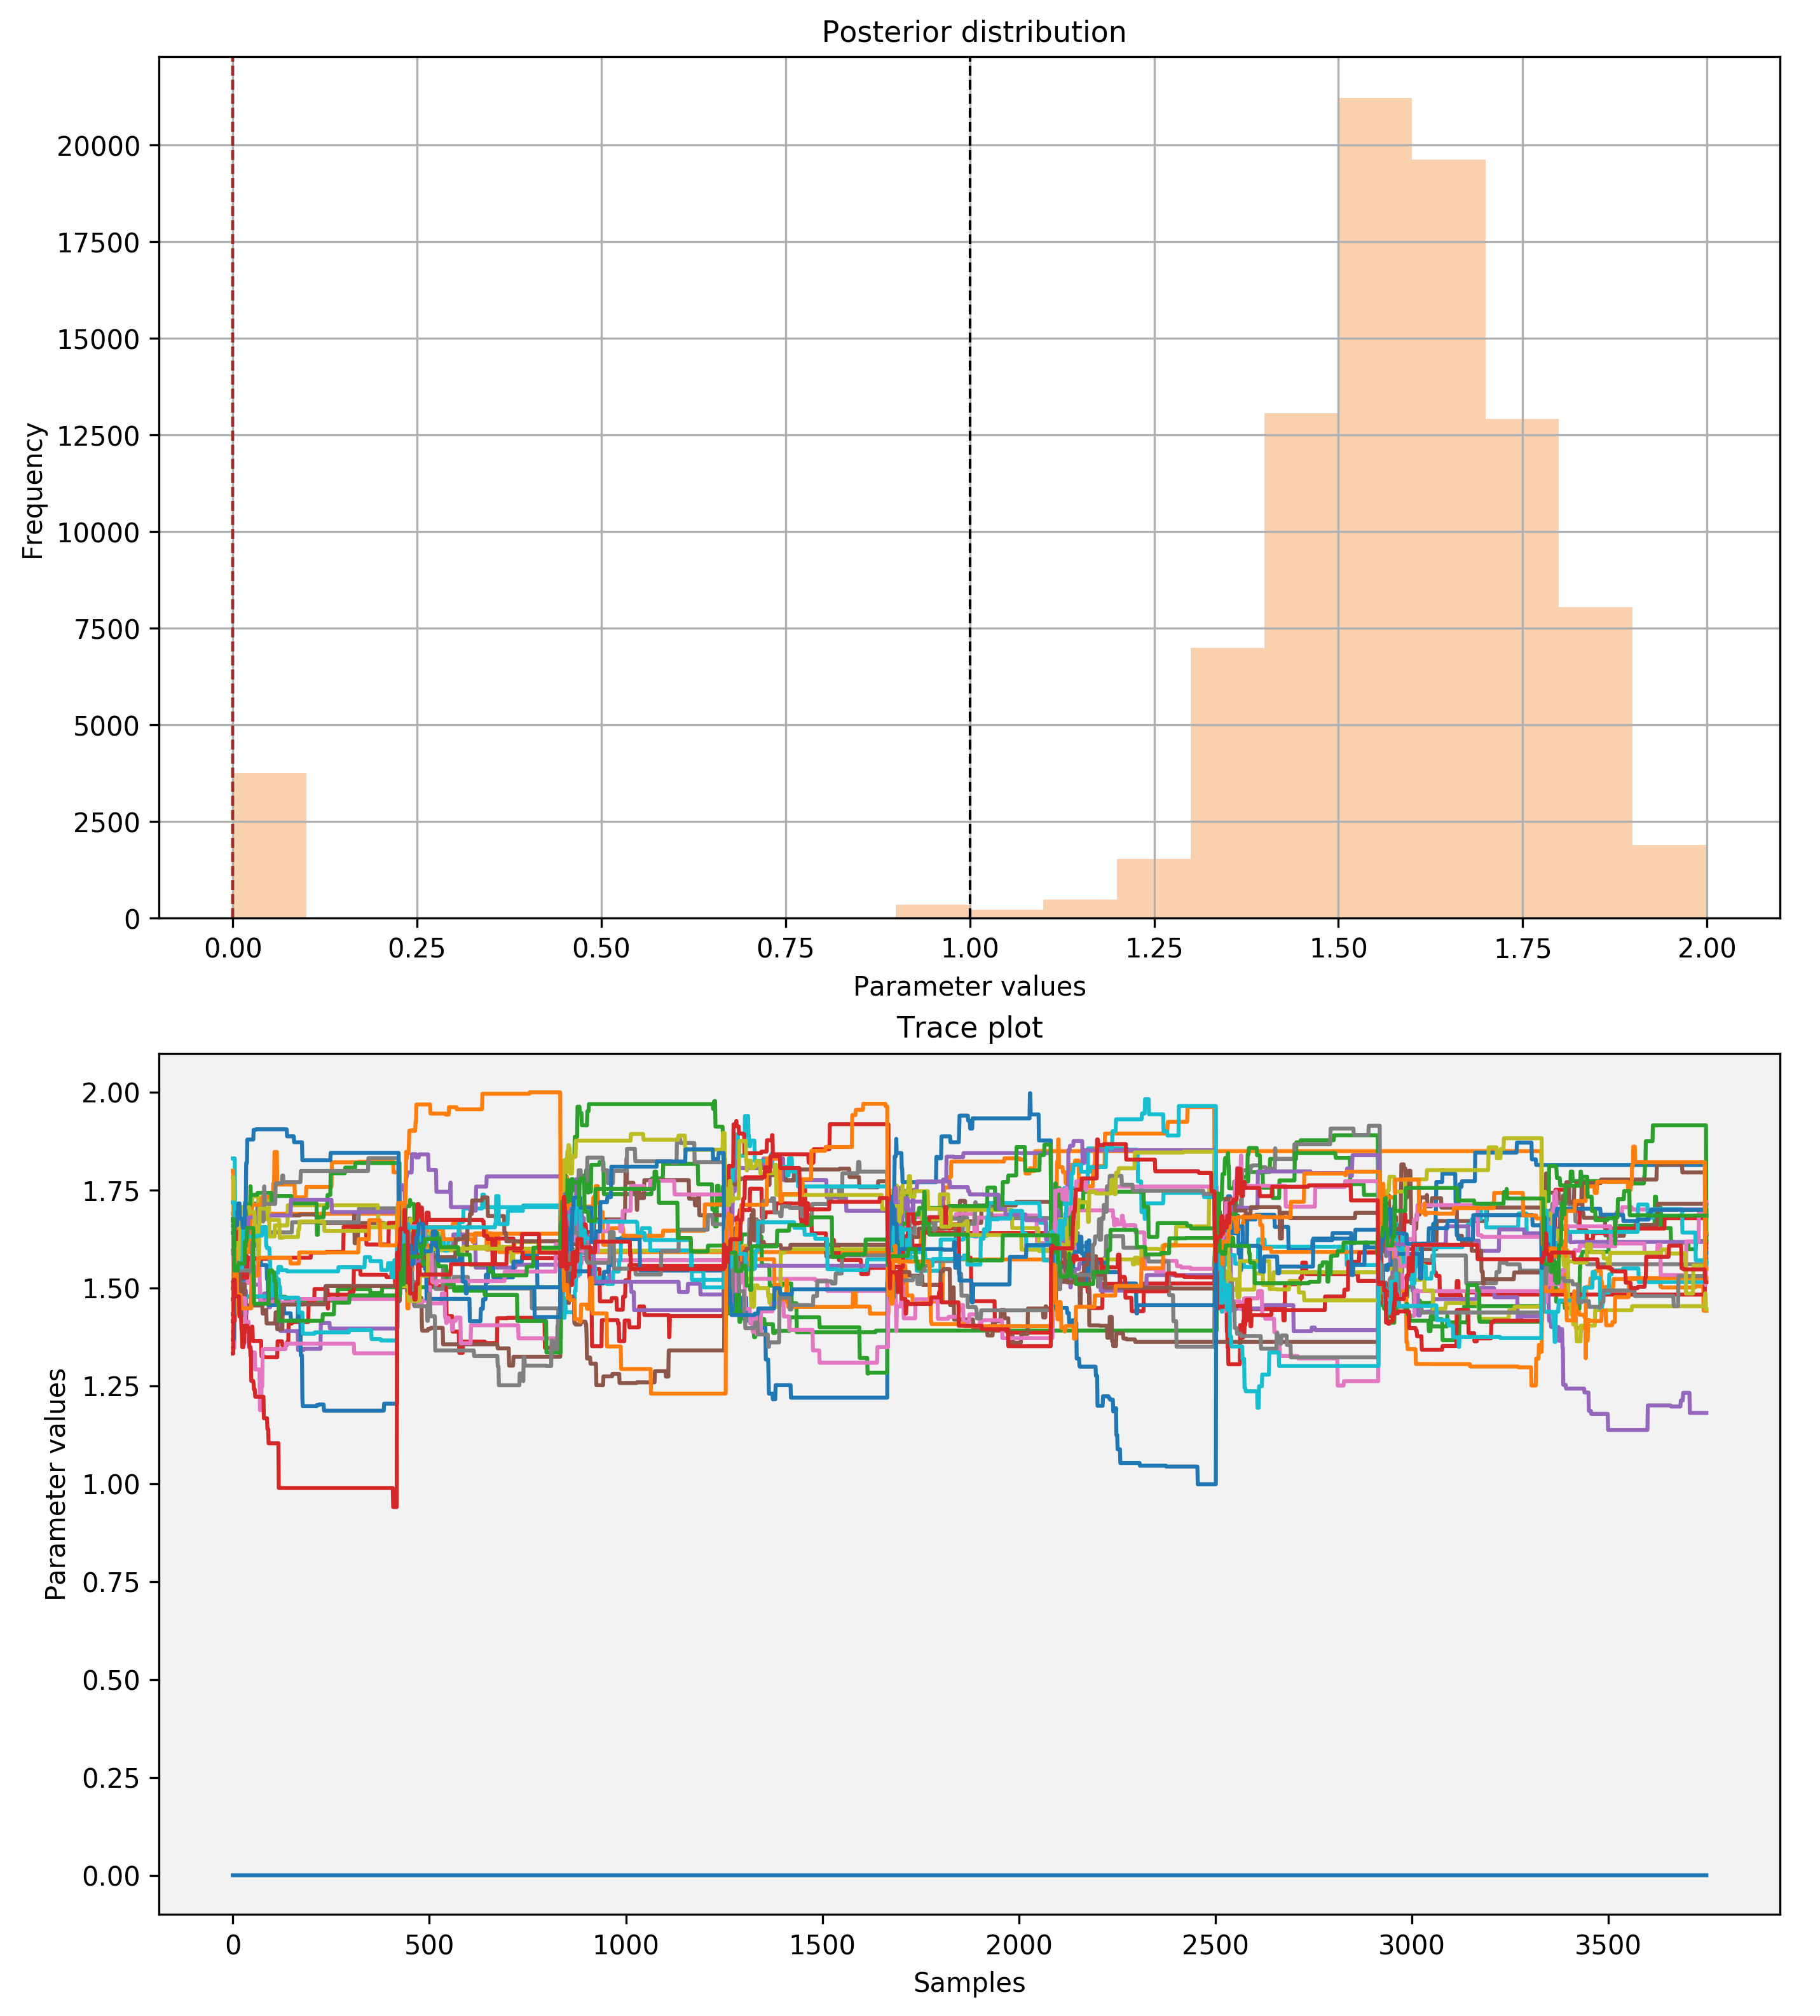 Posterior distribution
20000
17500
15000
12500
10000
7500
5000
2500
0
Frequency
0.00 0.25 0.50 0.75 1.00 1.25 1.50 1.75 2.00
Parameter values
Trace plot
2.00
1.75
1.50
1.25
1.00
0.75
0.50
0.25
0.00
Parameter values
0 500 1000 1500 2000 2500 3000 3500
Samples